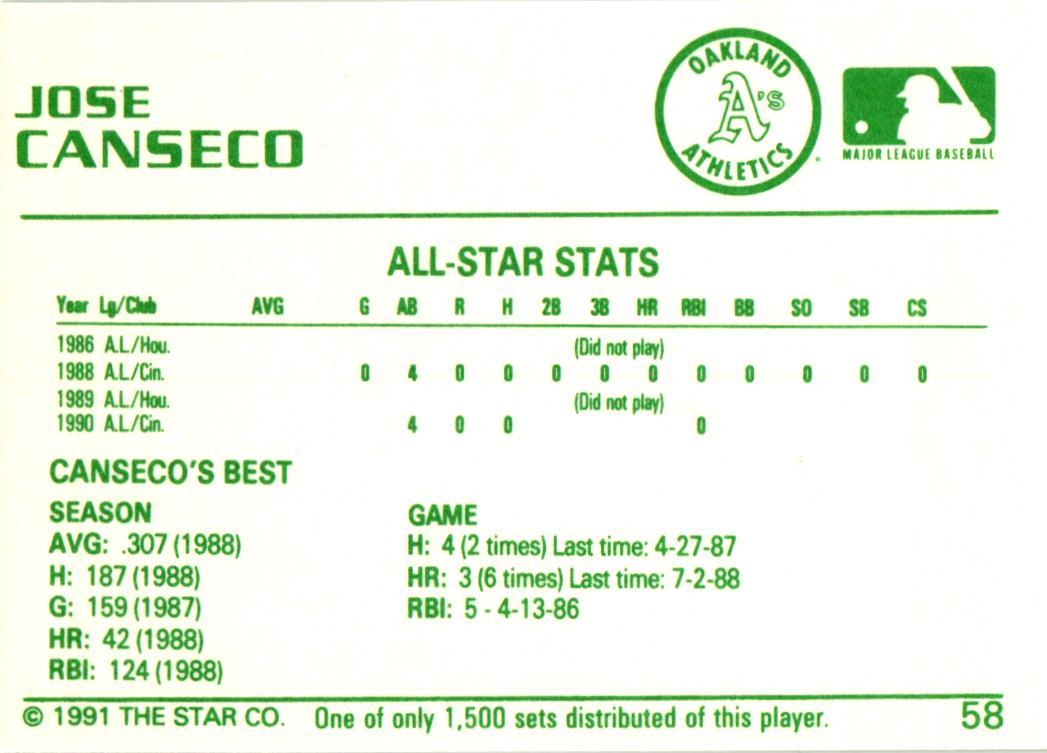 JOSE
CANSECO
OAKLAND
A's
ATHLETICS
MAJOR LEAGUE BASEBALL
ALL-STAR STATS
Year Lg/Club AVG G AB R H 2B 3B HR RBI BB SO SB CS
1986 A.L/Hou. (Did not play)
1988 A.L/Cin. 0 4 0 0 0 0 0 0 0 0 0 0
1989 A.L/Hou. (Did not play)
1990 A.L/Cin. 4 0 0 0
CANSECO'S BEST
SEASON
AVG: .307 (1988)
H: 187 (1988)
G: 159 (1987)
HR: 42 (1988)
RBI: 124 (1988)
GAME
H: 4 (2 times) Last time: 4-27-87
HR: 3 (6 times) Last time: 7-2-88
RBI: 5 - 4-13-86
© 1991 THE STAR CO. One of only 1,500 sets distributed of this player. 58